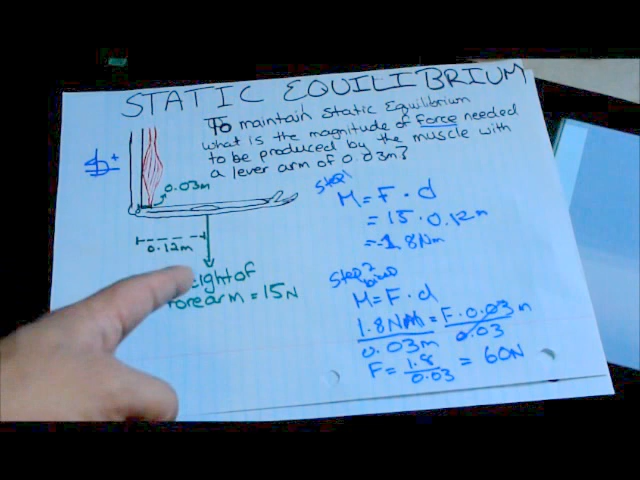 STATIC EQUILIBRIUM
To maintain static Equilibrium
what is the magnitude of force needed
to be produced by the muscle with
a lever arm of 0.03m?
+
0.03m
0.12m
eight of
forearm = 15N
Step 1
M = F · d
= 15 · 0.12m
= -1.8Nm
Step 2
M = F · d
1.8Nm = F · 0.03m
0.03m 0.03
F = 1.8 = 60N
0.03